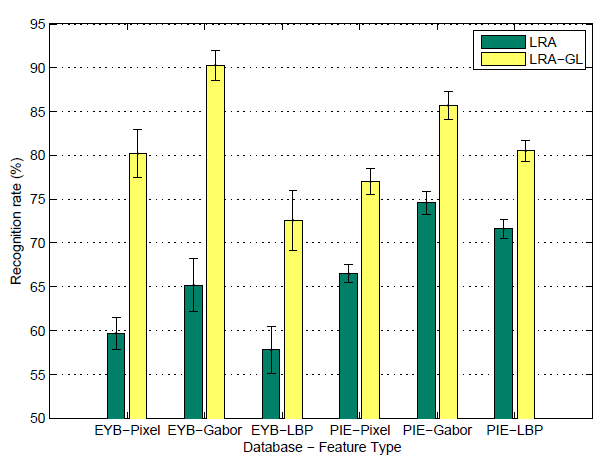 95
90
85
80
75
70
65
60
55
50
Recognition rate (%)
LRA
LRA−GL
EYB−Pixel EYB−Gabor EYB−LBP PIE−Pixel PIE−Gabor PIE−LBP
Database − Feature Type